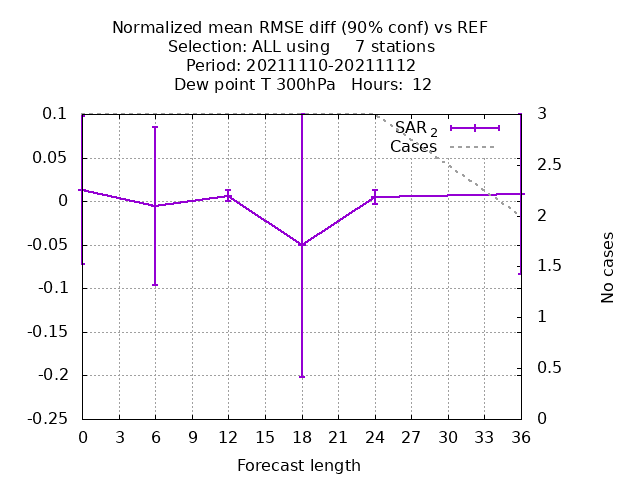 Normalized mean RMSE diff (90% conf) vs REF
Selection: ALL using 7 stations
Period: 20211110-20211112
Dew point T 300hPa Hours: 12
SAR 2
Cases
0.1
0.05
0
-0.05
-0.1
-0.15
-0.2
-0.25
3
2.5
2
1.5
1
0.5
0
No cases
0 3 6 9 12 15 18 21 24 27 30 33 36
Forecast length